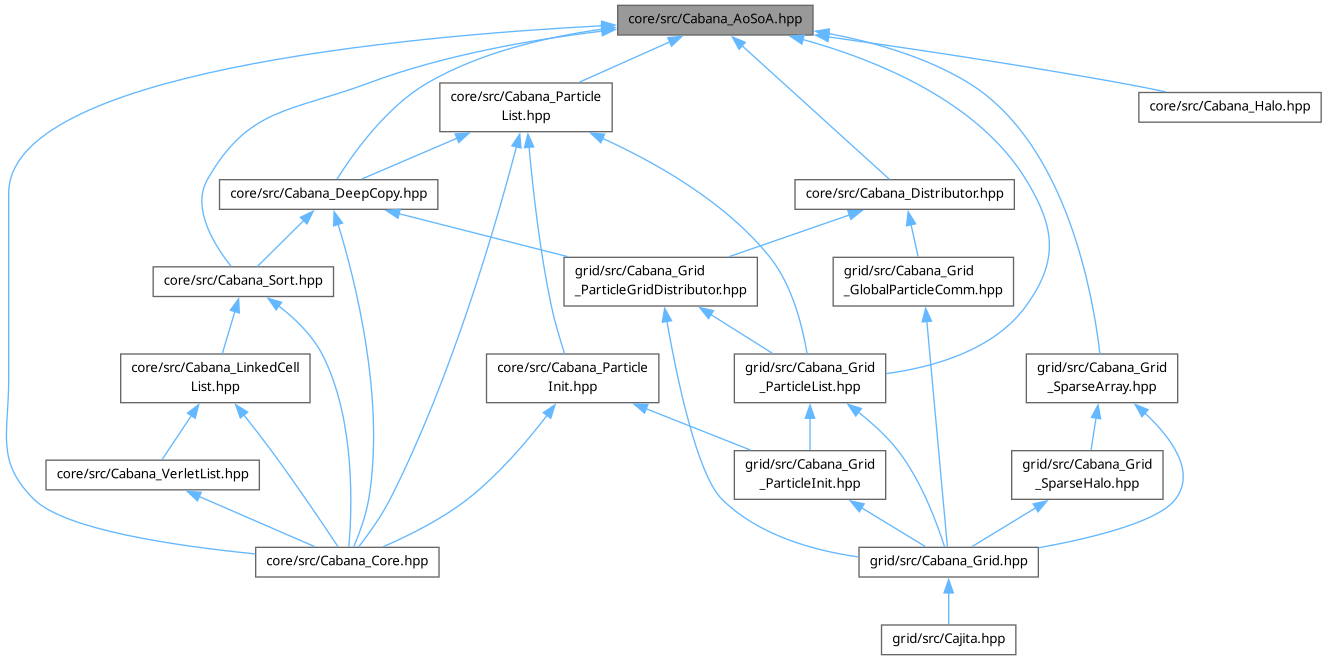 core/src/Cabana_AoSoA.hpp
core/src/Cabana_Particle
List.hpp
core/src/Cabana_Halo.hpp
core/src/Cabana_DeepCopy.hpp
core/src/Cabana_Distributor.hpp
core/src/Cabana_Sort.hpp
grid/src/Cabana_Grid
_ParticleGridDistributor.hpp
grid/src/Cabana_Grid
_GlobalParticleComm.hpp
core/src/Cabana_LinkedCell
List.hpp
core/src/Cabana_Particle
Init.hpp
grid/src/Cabana_Grid
_ParticleList.hpp
grid/src/Cabana_Grid
_SparseArray.hpp
core/src/Cabana_VerletList.hpp
grid/src/Cabana_Grid
_ParticleInit.hpp
grid/src/Cabana_Grid
_SparseHalo.hpp
core/src/Cabana_Core.hpp
grid/src/Cabana_Grid.hpp
grid/src/Cajita.hpp